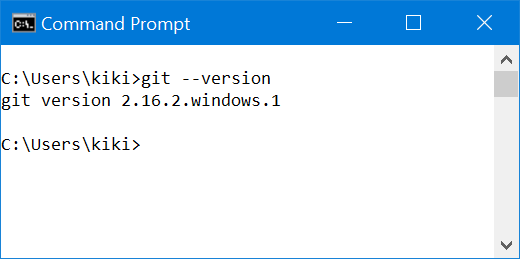 Command Prompt
C:\Users\kiki>git --version
git version 2.16.2.windows.1
C:\Users\kiki>